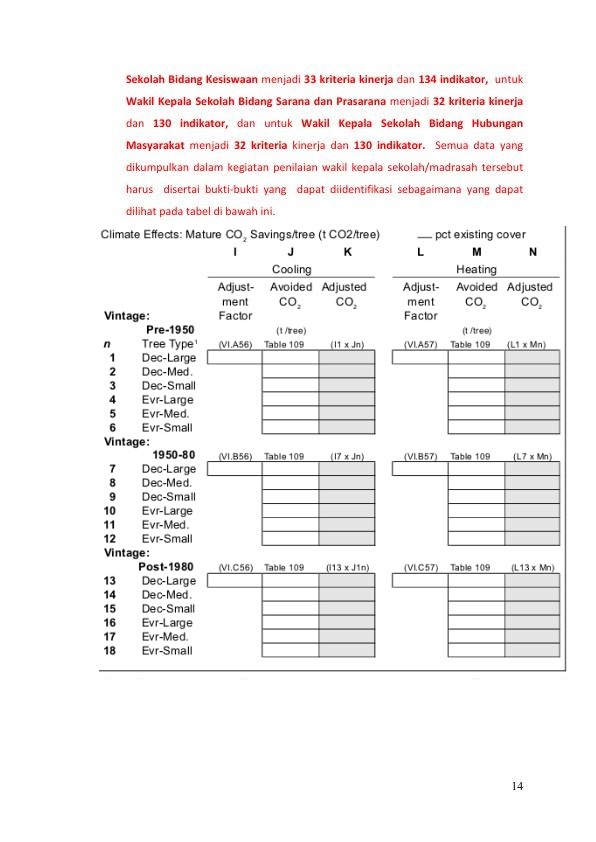 Sekolah Bidang Kesiswaan menjadi 33 kriteria kinerja dan 134 indikator, untuk
Wakil Kepala Sekolah Bidang Sarana dan Prasarana menjadi 32 kriteria kinerja
dan 130 indikator, dan untuk Wakil Kepala Sekolah Bidang Hubungan
Masyarakat menjadi 32 kriteria kinerja dan 130 indikator. Semua data yang
dikumpulkan dalam kegiatan penilaian wakil kepala sekolah/madrasah tersebut
harus disertai bukti-bukti yang dapat diidentifikasi sebagaimana yang dapat
dilihat pada tabel di bawah ini.
Climate Effects: Mature CO2 Savings/tree (t CO2/tree) ___ pct existing cover
I J K L M N
Cooling Heating
Adjust- Avoided Adjusted Adjust- Avoided Adjusted
ment CO2 CO2 ment CO2 CO2
Vintage: Factor Factor
Pre-1950 (t /tree) (t /tree)
n Tree Type¹ (VI.A56) Table 109 (I1 x Jn) (VI.A57) Table 109 (L1 x Mn)
1 Dec-Large
2 Dec-Med.
3 Dec-Small
4 Evr-Large
5 Evr-Med.
6 Evr-Small
Vintage:
1950-80 (VI.B56) Table 109 (I7 x Jn) (VI.B57) Table 109 (L7 x Mn)
7 Dec-Large
8 Dec-Med.
9 Dec-Small
10 Evr-Large
11 Evr-Med.
12 Evr-Small
Vintage:
Post-1980 (VI.C56) Table 109 (I13 x J1n) (VI.C57) Table 109 (L13 x Mn)
13 Dec-Large
14 Dec-Med.
15 Dec-Small
16 Evr-Large
17 Evr-Med.
18 Evr-Small
14